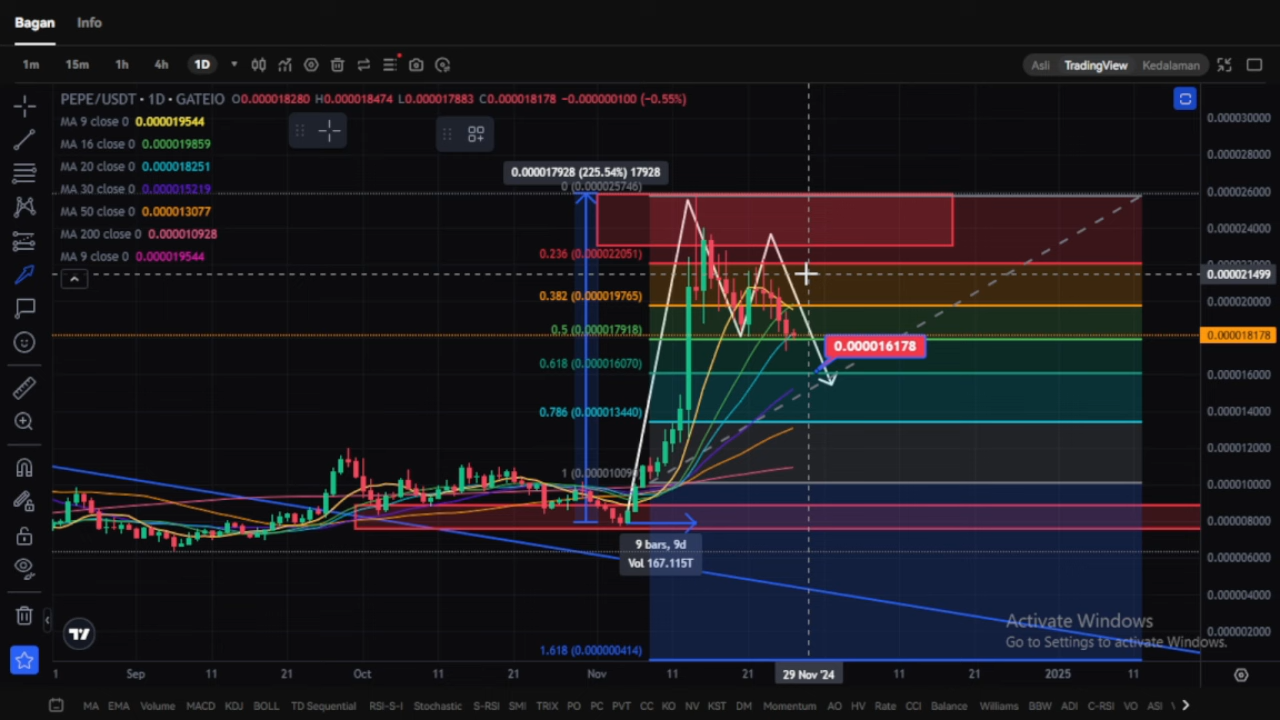 Bagan Info
1m 15m 1h 4h 1D Asli TradingView Kedalaman
PEPE/USDT · 1D · GATEIO O0.000018280 H0.000018474 L0.000017883 C0.000018178 −0.000000100 (−0.55%)
MA 9 close 0 0.000019544
MA 16 close 0 0.000019859
MA 20 close 0 0.000018251
MA 30 close 0 0.000015219
MA 50 close 0 0.000013077
MA 200 close 0 0.000010928
MA 9 close 0 0.000019544
0.000017928 (225.54%) 17928
0 (0.000025746)
0.236 (0.000022051)
0.382 (0.000019765)
0.5 (0.000017918)
0.618 (0.000016070)
0.786 (0.000013440)
1 (0.00001009
1.618 (0.000000414)
0.000016178
9 bars, 9d
Vol 167.115T
0.000030000
0.000028000
0.000026000
0.000024000
0.000021499
0.000020000
0.000018178
0.000016000
0.000014000
0.000012000
0.000010000
0.000008000
0.000006000
0.000004000
0.000002000
Activate Windows
Go to Settings to activate Windows.
1 Sep 11 21 Oct 11 21 Nov 11 21 29 Nov '24 11 21 2025 11
MA EMA Volume MACD KDJ BOLL TD Sequential RSI-S-I Stochastic S-RSI SMI TRIX PO PC PVT CC KO NV KST DM Momentum AO HV Rate CCI Balance Williams BBW ADI C-RSI VO ASI